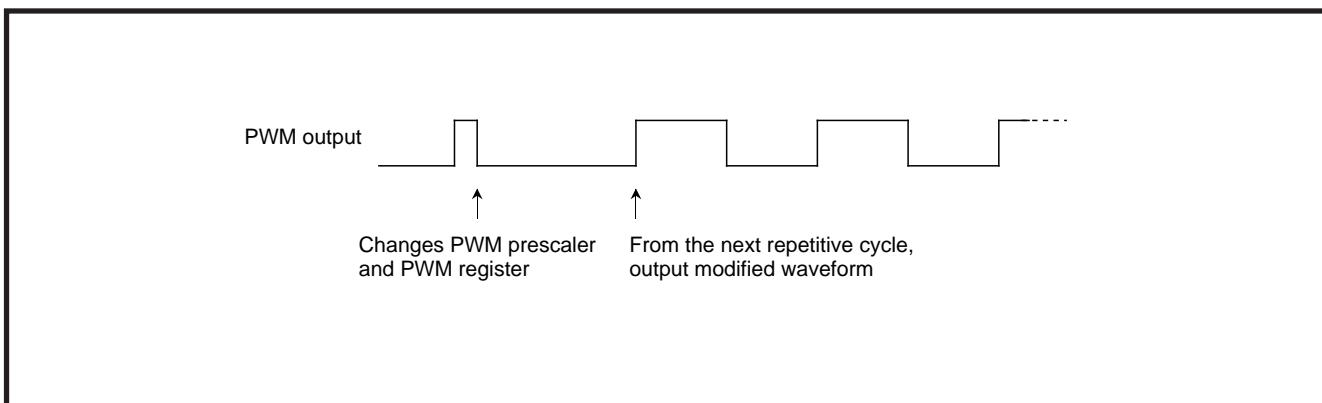 PWM output
Changes PWM prescaler
and PWM register
From the next repetitive cycle,
output modified waveform